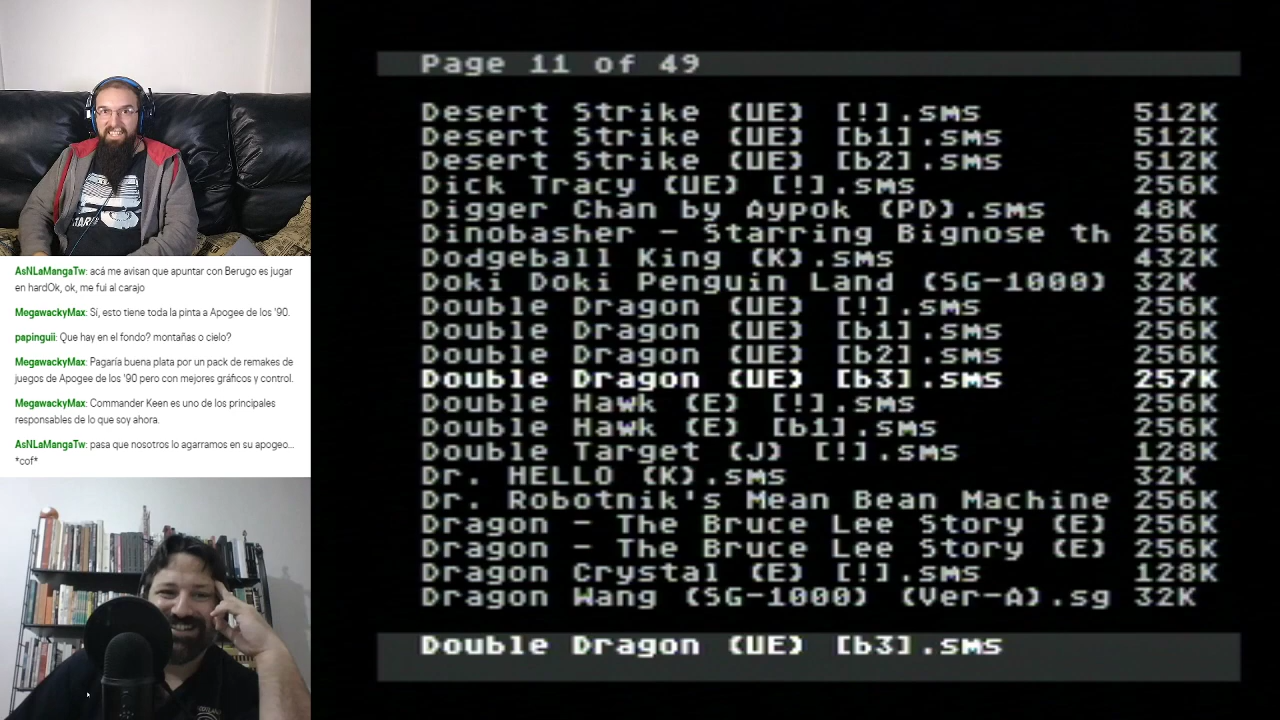 AsNLaMangaTw: acá me avisan que apuntar con Berugo es jugar
en hardOk, ok, me fui al carajo
MegawackyMax: Sí, esto tiene toda la pinta a Apogee de los '90.
papinguii: Que hay en el fondo? montañas o cielo?
MegawackyMax: Pagaría buena plata por un pack de remakes de
juegos de Apogee de los '90 pero con mejores gráficos y control.
MegawackyMax: Commander Keen es uno de los principales
responsables de lo que soy ahora.
AsNLaMangaTw: pasa que nosotros lo agarramos en su apogeo...
*cof*
Page 11 of 49
Desert Strike (UE) [!].sms 512K
Desert Strike (UE) [b1].sms 512K
Desert Strike (UE) [b2].sms 512K
Dick Tracy (UE) [!].sms 256K
Digger Chan by Aypok (PD).sms 48K
Dinobasher - Starring Bignose th 256K
Dodgeball King (K).sms 432K
Doki Doki Penguin Land (SG-1000) 32K
Double Dragon (UE) [!].sms 256K
Double Dragon (UE) [b1].sms 256K
Double Dragon (UE) [b2].sms 256K
Double Dragon (UE) [b3].sms 257K
Double Hawk (E) [!].sms 256K
Double Hawk (E) [b1].sms 256K
Double Target (J) [!].sms 128K
Dr. HELLO (K).sms 32K
Dr. Robotnik's Mean Bean Machine 256K
Dragon - The Bruce Lee Story (E) 256K
Dragon - The Bruce Lee Story (E) 256K
Dragon Crystal (E) [!].sms 128K
Dragon Wang (SG-1000) (Ver-A).sg 32K
Double Dragon (UE) [b3].sms